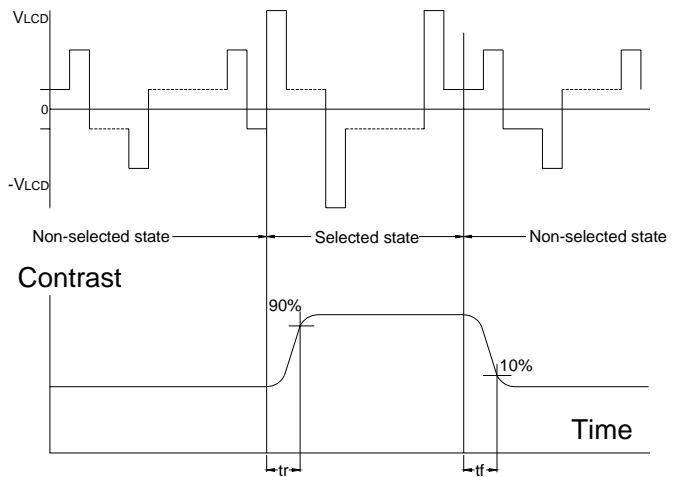 VLCD
0
-VLCD
Non-selected state
Selected state
Non-selected state
Contrast
90%
10%
Time
tr
tf